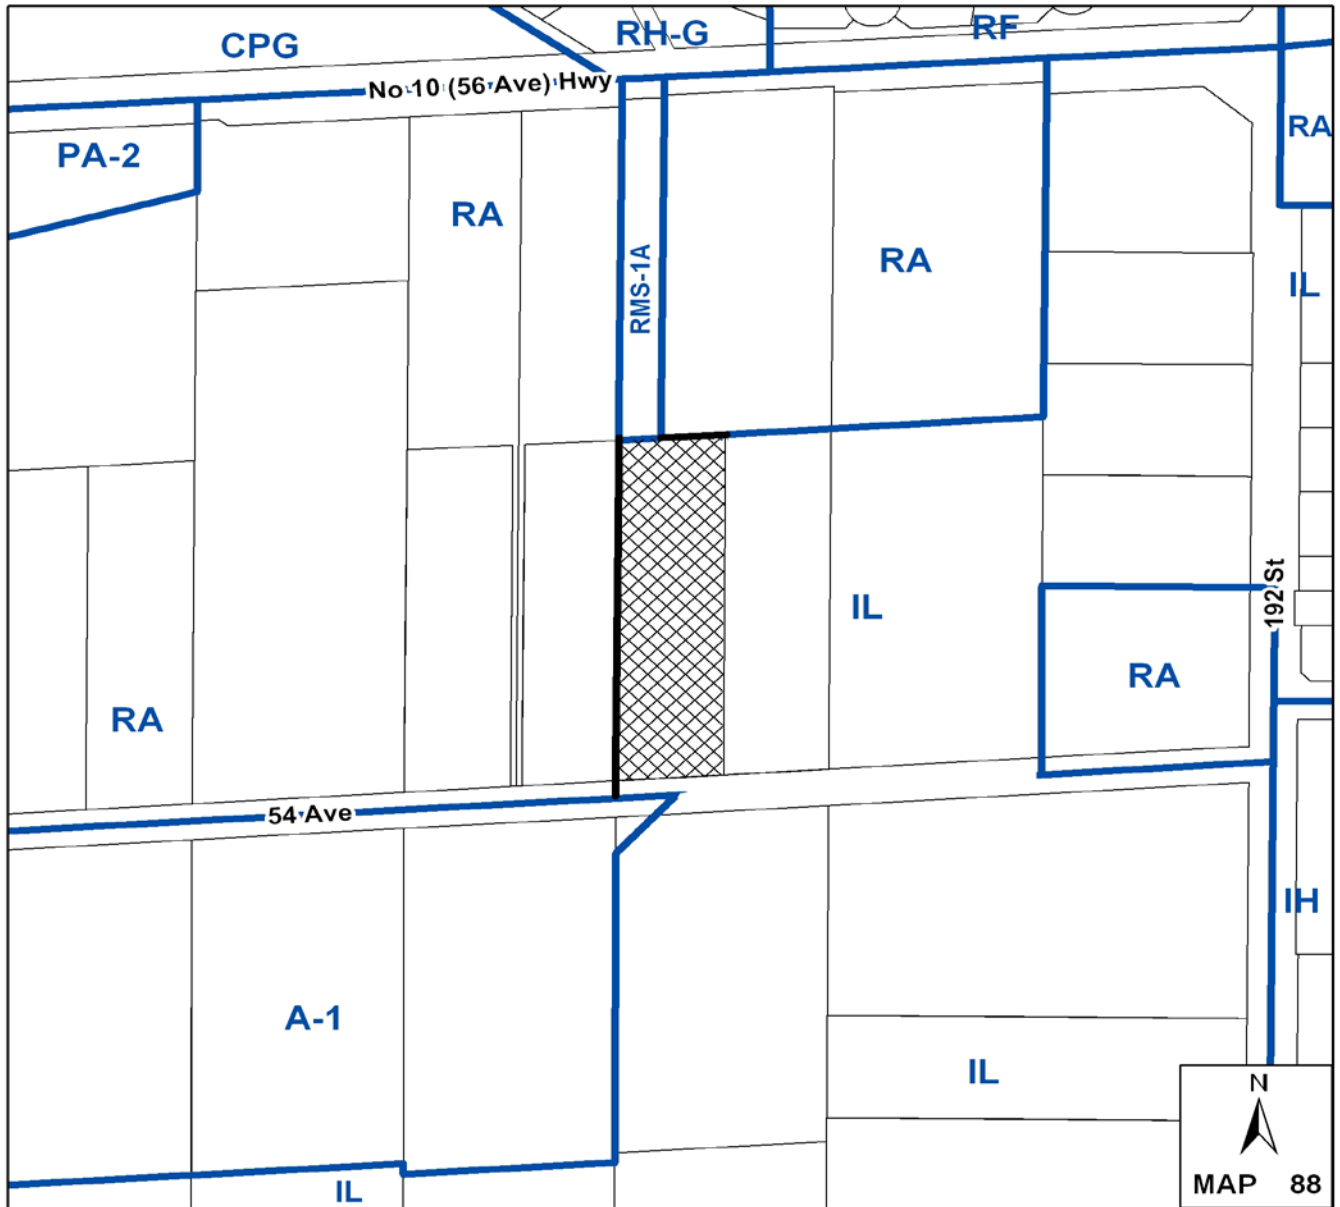 CPG
RH-G
RF
No 10 (56 Ave) Hwy
PA-2
RA
RA
RA
RMS-1A
IL
192 St
IL
RA
RA
54 Ave
IH
A-1
IL
IL
N
MAP 88